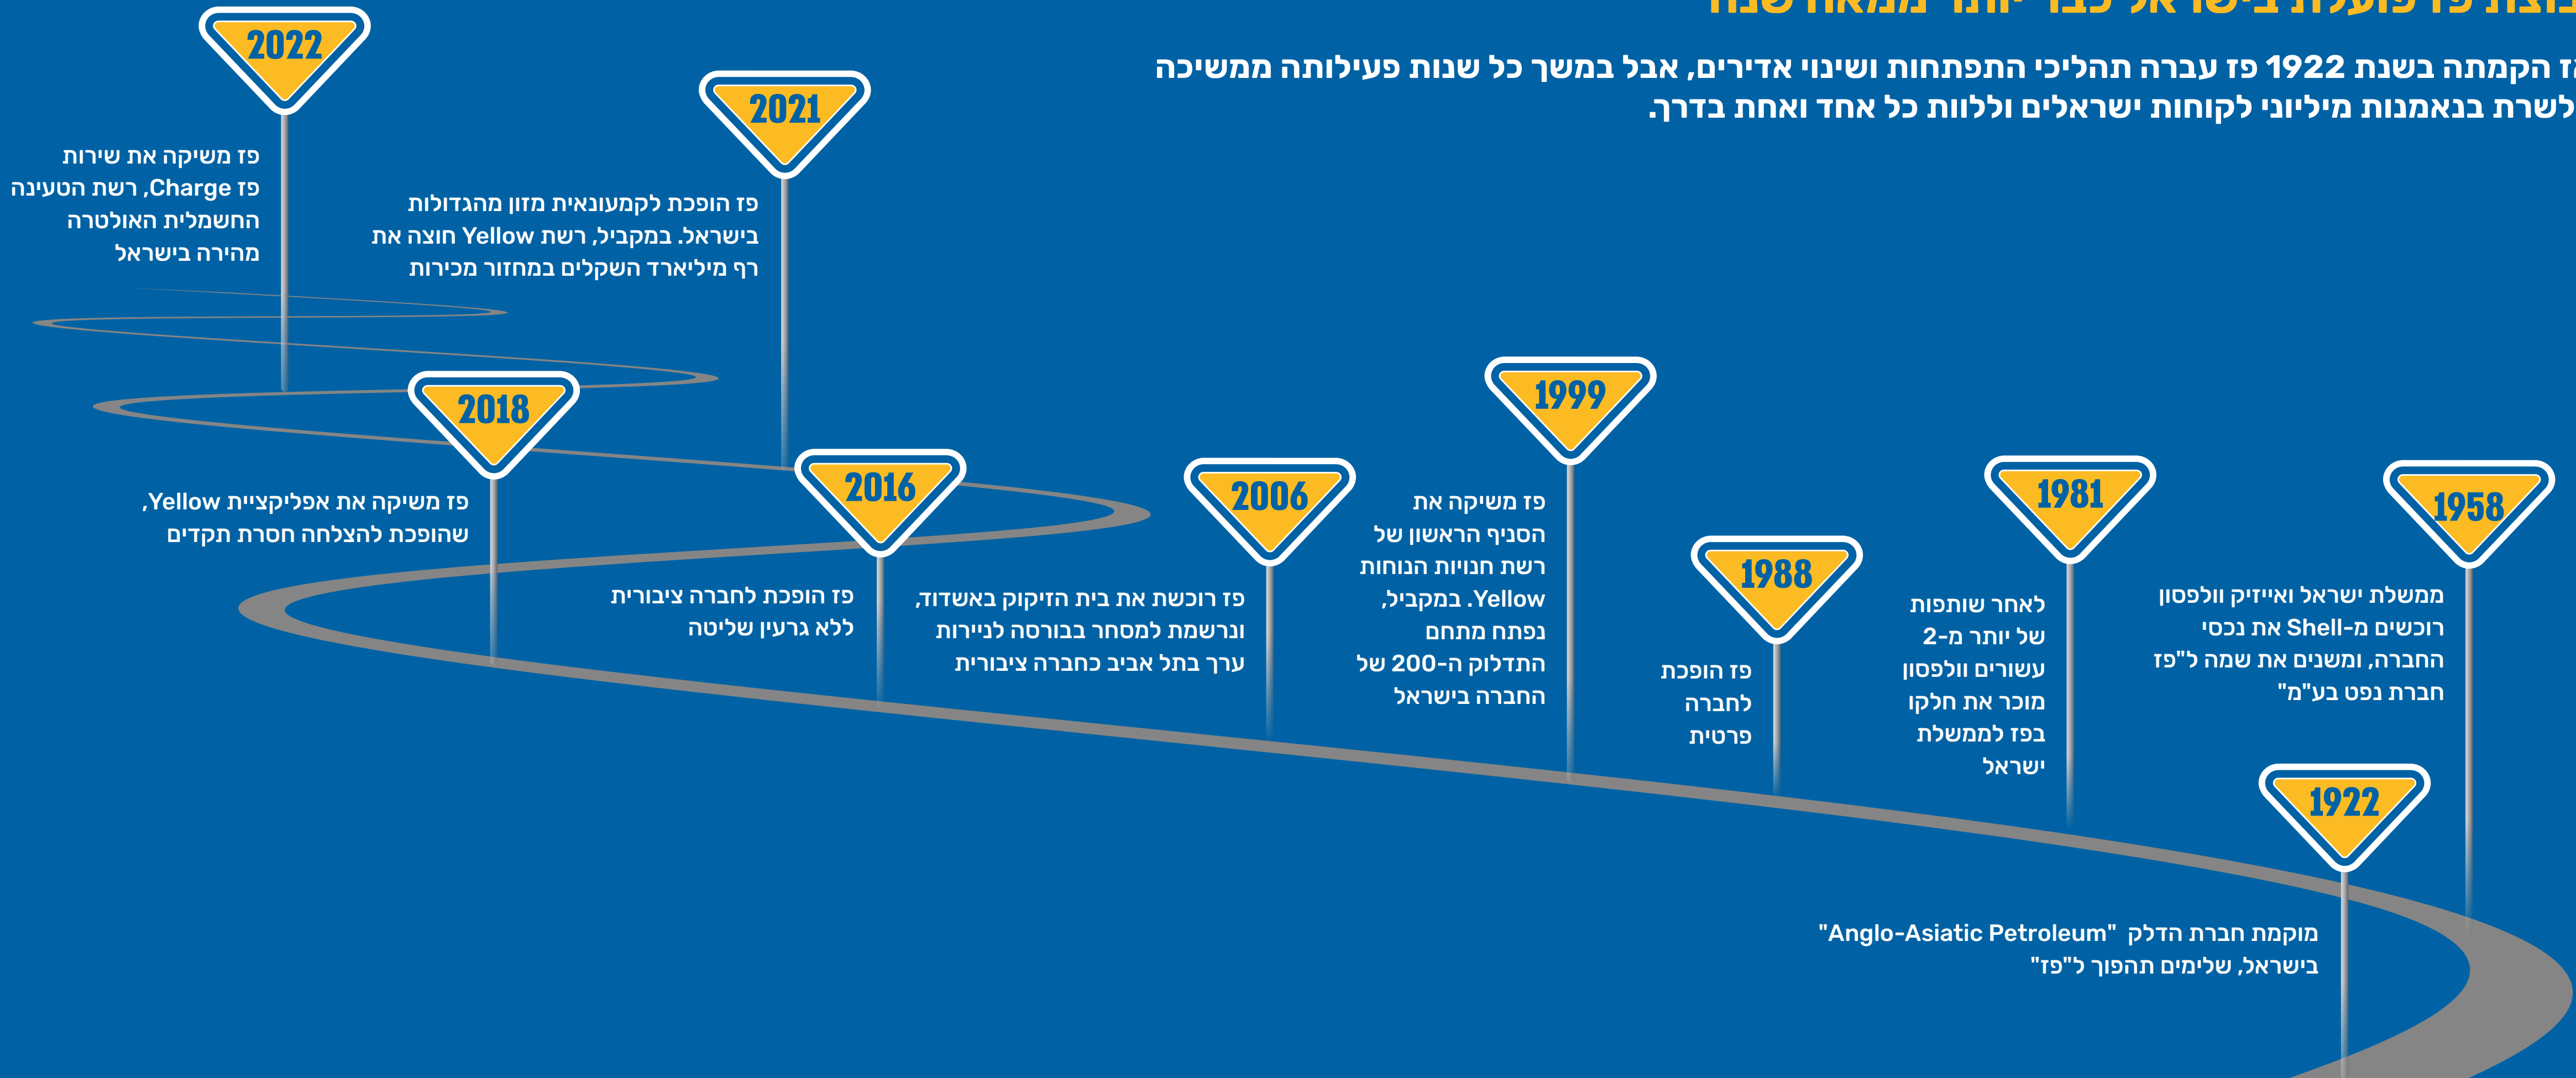 פז פועלת בישראל כבר יותר ממאה שנה
הקמתה בשנת 1922 פז עברה תהליכי התפתחות ושינוי אדירים, אבל במשך כל שנות פעילותה ממשיכה
לשרת בנאמנות מיליוני לקוחות ישראלים וללוות כל אחד ואחת בדרך.
1922
מוקמת חברת הדלק "Anglo-Asiatic Petroleum"
בישראל, שלימים תהפוך ל"פז"
1958
ממשלת ישראל ואייזיק וולפסון
רוכשים מ-Shell את נכסי
החברה, ומשנים את שמה ל"פז
חברת נפט בע"מ"
1981
לאחר שותפות
של יותר מ-2
עשורים וולפסון
מוכר את חלקו
בפז לממשלת
ישראל
1988
פז הופכת
לחברה
פרטית
1999
פז משיקה את
הסניף הראשון של
רשת חנויות הנוחות
Yellow. במקביל,
נפתח מתחם
התדלוק ה-200 של
החברה בישראל
2006
פז רוכשת את בית הזיקוק באשדוד,
ונרשמת למסחר בבורסה לניירות
ערך בתל אביב כחברה ציבורית
2016
פז הופכת לחברה ציבורית
ללא גרעין שליטה
2018
פז משיקה את אפליקציית Yellow,
שהופכת להצלחה חסרת תקדים
2021
פז הופכת לקמעונאית מזון מהגדולות
בישראל. במקביל, רשת Yellow חוצה את
רף מיליארד השקלים במחזור מכירות
2022
פז משיקה את שירות
פז Charge, רשת הטעינה
החשמלית האולטרה
מהירה בישראל